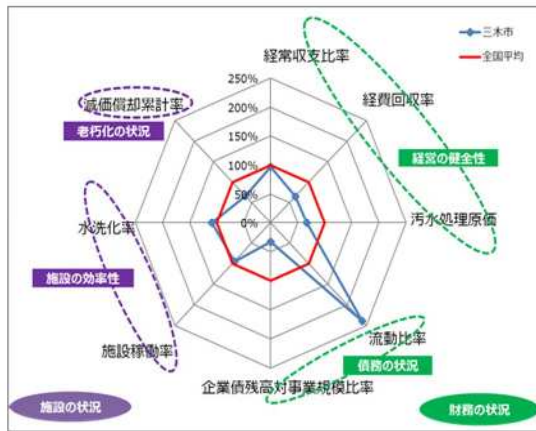 三木市
全国平均
経常収支比率
経費回収率
汚水処理原価
流動比率
企業債残高対事業規模比率
施設稼働率
水洗化率
減価償却累計率
250%
200%
150%
100%
50%
0%
老朽化の状況
経営の健全性
施設の効率性
債務の状況
施設の状況
財務の状況